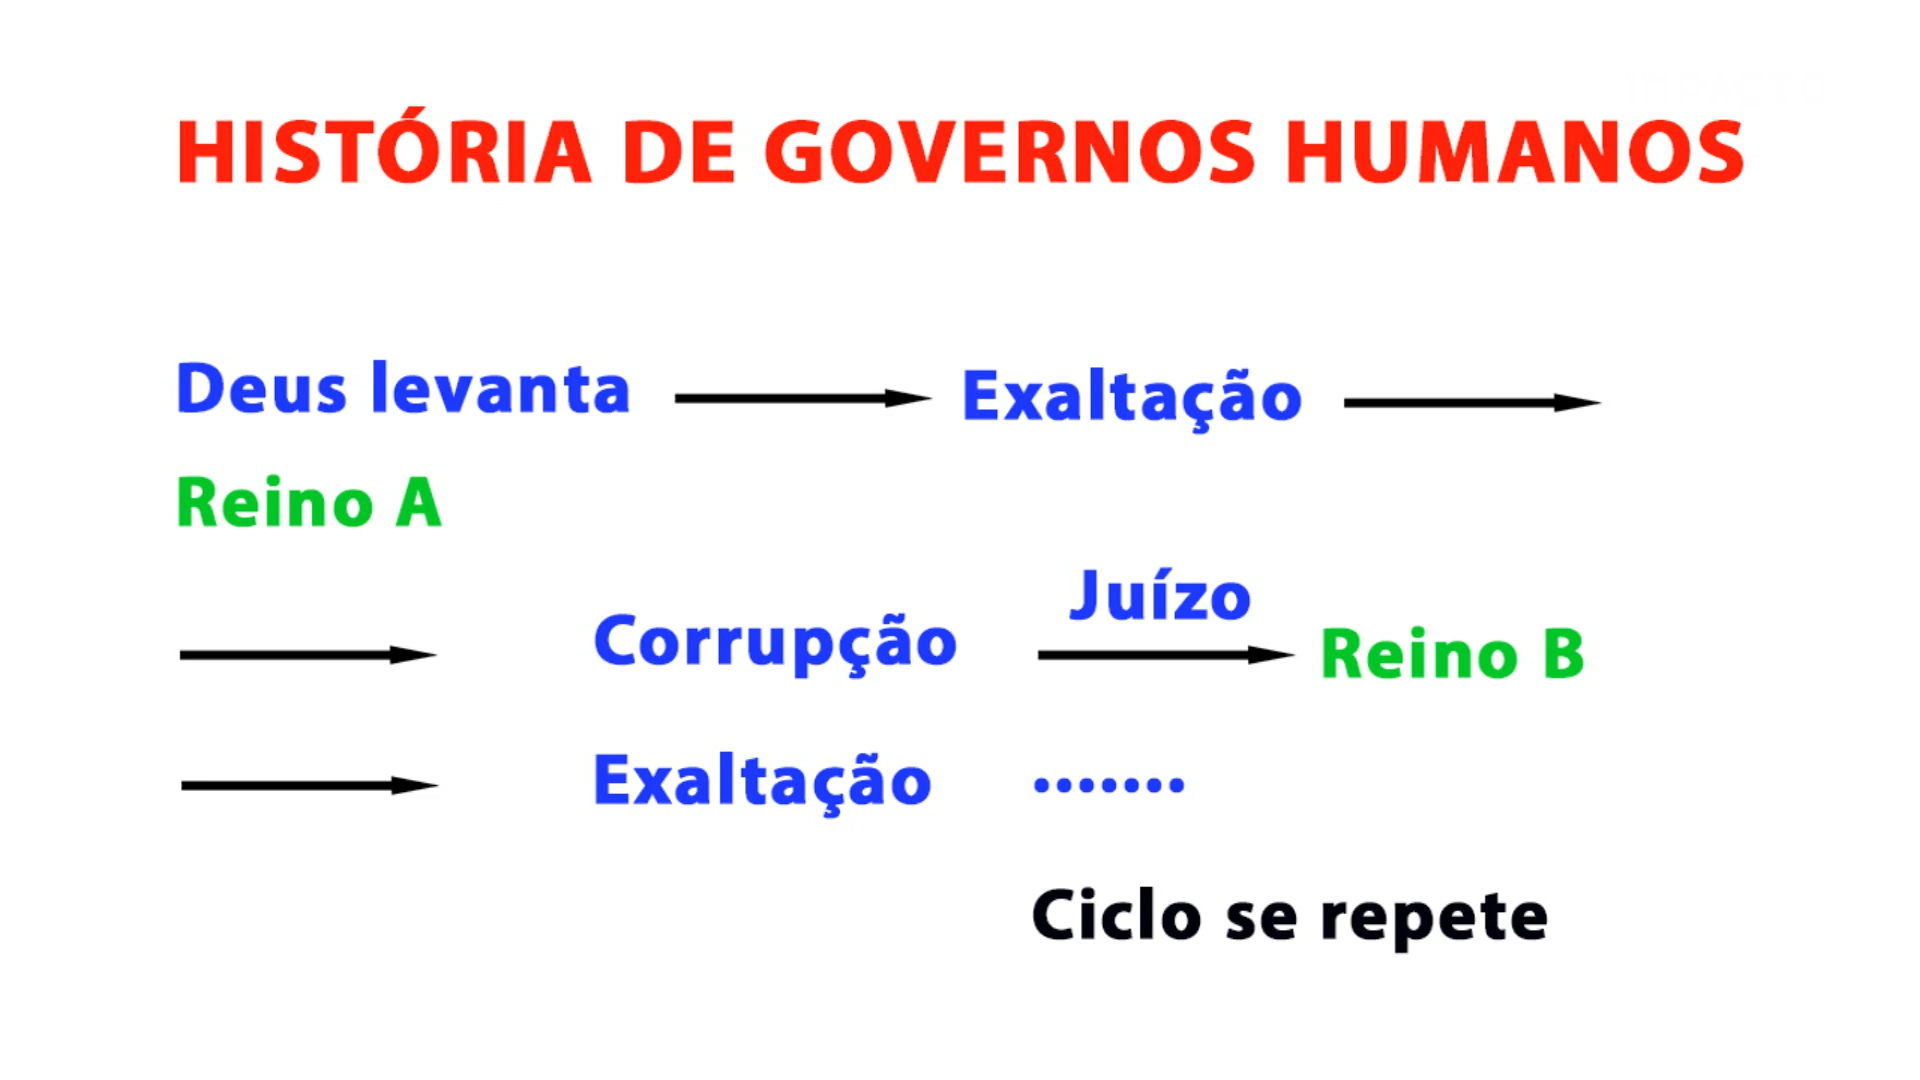 HISTÓRIA DE GOVERNOS HUMANOS
Deus levanta Exaltação
Reino A
Juízo
Corrupção Reino B
Exaltação .......
Ciclo se repete